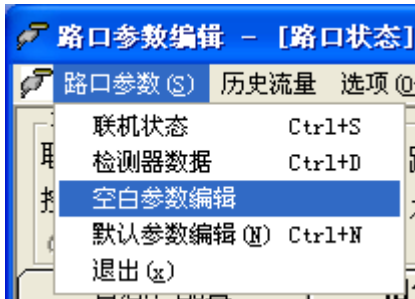 路口参数编辑 - [路口状态]
路口参数(S) 历史流量 选项(O
联机状态 Ctrl+S
检测器数据 Ctrl+D
空白参数编辑
默认参数编辑(N) Ctrl+N
退出(x)